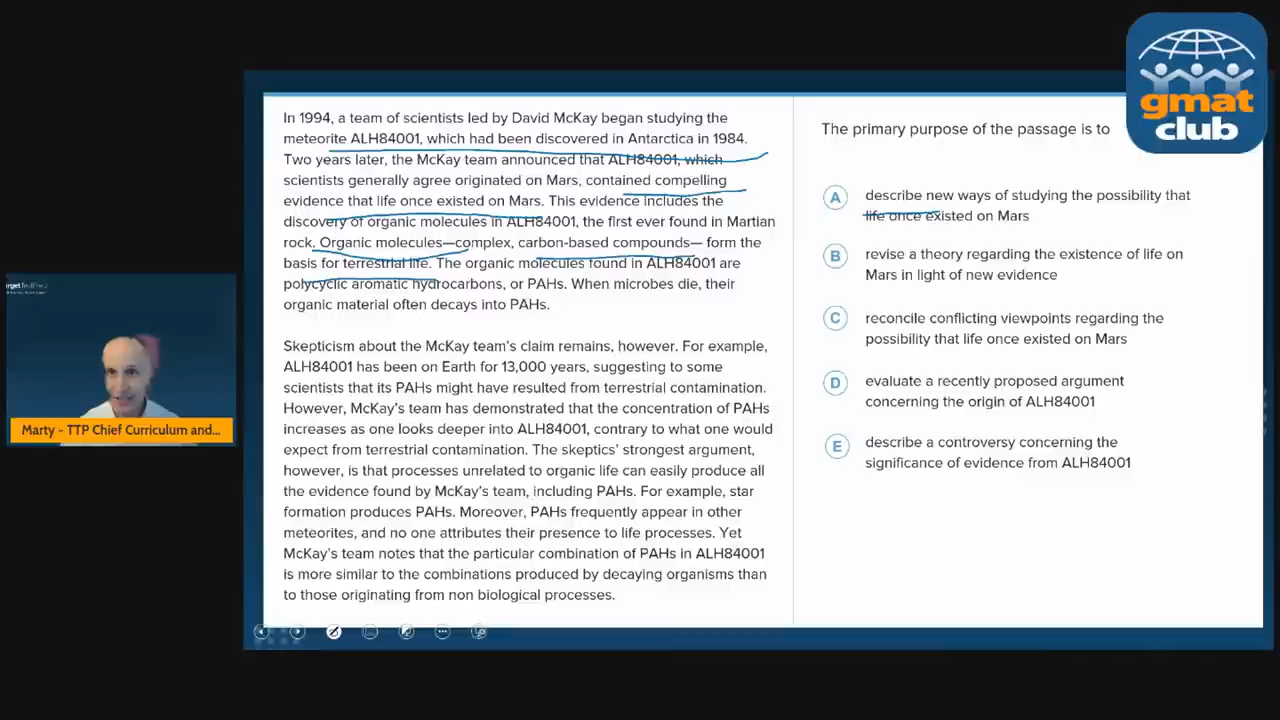 gmat
club
In 1994, a team of scientists led by David McKay began studying the
meteorite ALH84001, which had been discovered in Antarctica in 1984.
Two years later, the McKay team announced that ALH84001, which
scientists generally agree originated on Mars, contained compelling
evidence that life once existed on Mars. This evidence includes the
discovery of organic molecules in ALH84001, the first ever found in Martian
rock. Organic molecules—complex, carbon-based compounds— form the
basis for terrestrial life. The organic molecules found in ALH84001 are
polycyclic aromatic hydrocarbons, or PAHs. When microbes die, their
organic material often decays into PAHs.
Skepticism about the McKay team's claim remains, however. For example,
ALH84001 has been on Earth for 13,000 years, suggesting to some
scientists that its PAHs might have resulted from terrestrial contamination.
However, McKay's team has demonstrated that the concentration of PAHs
increases as one looks deeper into ALH84001, contrary to what one would
expect from terrestrial contamination. The skeptics' strongest argument,
however, is that processes unrelated to organic life can easily produce all
the evidence found by McKay's team, including PAHs. For example, star
formation produces PAHs. Moreover, PAHs frequently appear in other
meteorites, and no one attributes their presence to life processes. Yet
McKay's team notes that the particular combination of PAHs in ALH84001
is more similar to the combinations produced by decaying organisms than
to those originating from non biological processes.
The primary purpose of the passage is to
A describe new ways of studying the possibility that
life once existed on Mars
B revise a theory regarding the existence of life on
Mars in light of new evidence
C reconcile conflicting viewpoints regarding the
possibility that life once existed on Mars
D evaluate a recently proposed argument
concerning the origin of ALH84001
E describe a controversy concerning the
significance of evidence from ALH84001
Marty - TTP Chief Curriculum and...